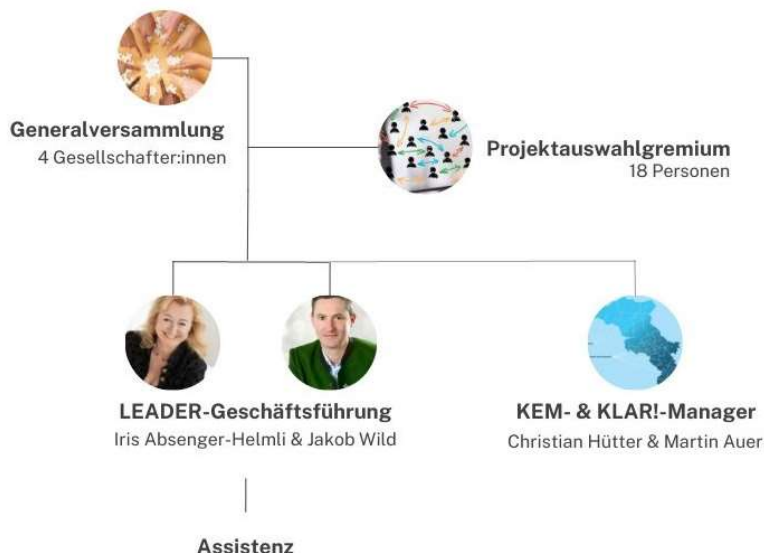 Generalversammlung
4 Gesellschafter:innen
Projektauswahlgremium
18 Personen
LEADER-Geschäftsführung
Iris Absenger-Helmli & Jakob Wild
KEM- & KLAR!-Manager
Christian Hütter & Martin Auer
Assistenz